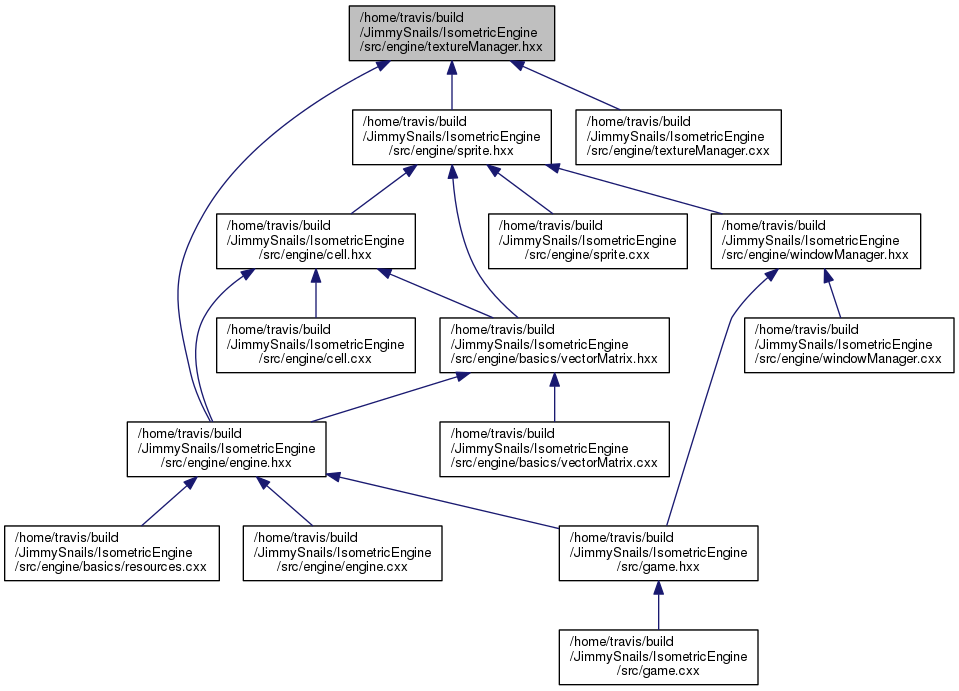 /home/travis/build
/JimmySnails/IsometricEngine
/src/engine/textureManager.hxx
/home/travis/build
/JimmySnails/IsometricEngine
/src/engine/sprite.hxx
/home/travis/build
/JimmySnails/IsometricEngine
/src/engine/textureManager.cxx
/home/travis/build
/JimmySnails/IsometricEngine
/src/engine/cell.hxx
/home/travis/build
/JimmySnails/IsometricEngine
/src/engine/sprite.cxx
/home/travis/build
/JimmySnails/IsometricEngine
/src/engine/windowManager.hxx
/home/travis/build
/JimmySnails/IsometricEngine
/src/engine/cell.cxx
/home/travis/build
/JimmySnails/IsometricEngine
/src/engine/basics/vectorMatrix.hxx
/home/travis/build
/JimmySnails/IsometricEngine
/src/engine/windowManager.cxx
/home/travis/build
/JimmySnails/IsometricEngine
/src/engine/engine.hxx
/home/travis/build
/JimmySnails/IsometricEngine
/src/engine/basics/vectorMatrix.cxx
/home/travis/build
/JimmySnails/IsometricEngine
/src/engine/basics/resources.cxx
/home/travis/build
/JimmySnails/IsometricEngine
/src/engine/engine.cxx
/home/travis/build
/JimmySnails/IsometricEngine
/src/game.hxx
/home/travis/build
/JimmySnails/IsometricEngine
/src/game.cxx